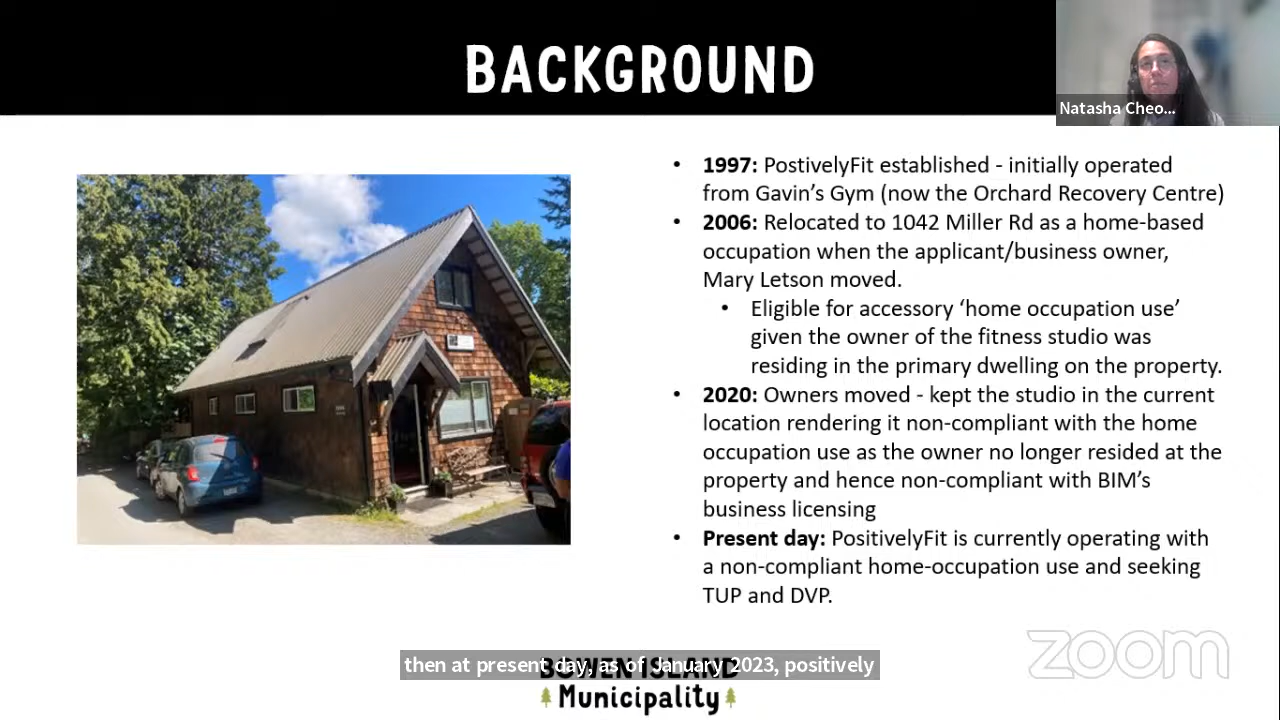 BACKGROUND
Natasha Cheo...
• 1997: PostivelyFit established - initially operated
from Gavin's Gym (now the Orchard Recovery Centre)
• 2006: Relocated to 1042 Miller Rd as a home-based
occupation when the applicant/business owner,
Mary Letson moved.
• Eligible for accessory ‘home occupation use’
given the owner of the fitness studio was
residing in the primary dwelling on the property.
• 2020: Owners moved - kept the studio in the current
location rendering it non-compliant with the home
occupation use as the owner no longer resided at the
property and hence non-compliant with BIM's
business licensing
• Present day: PositivelyFit is currently operating with
a non-compliant home-occupation use and seeking
TUP and DVP.
zoom
then at present day, as of January 2023, positively
BOWEN ISLAND
Municipality